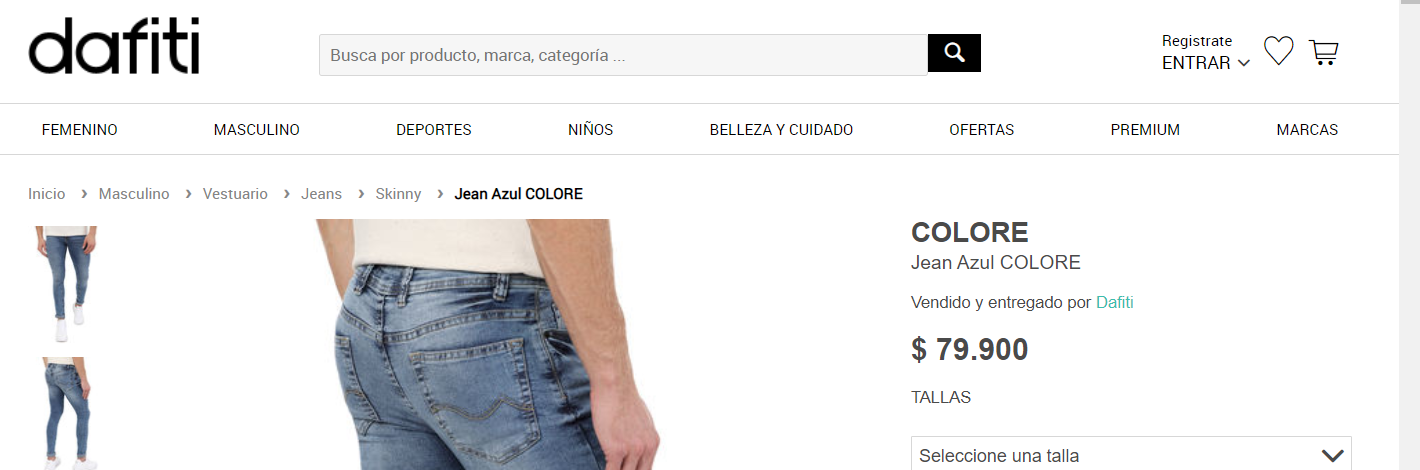 dafiti
Busca por producto, marca, categoría ...
Registrate
ENTRAR
FEMENINO MASCULINO DEPORTES NIÑOS BELLEZA Y CUIDADO OFERTAS PREMIUM MARCAS
Inicio › Masculino › Vestuario › Jeans › Skinny › Jean Azul COLORE
COLORE
Jean Azul COLORE
Vendido y entregado por Dafiti
$ 79.900
TALLAS
Seleccione una talla